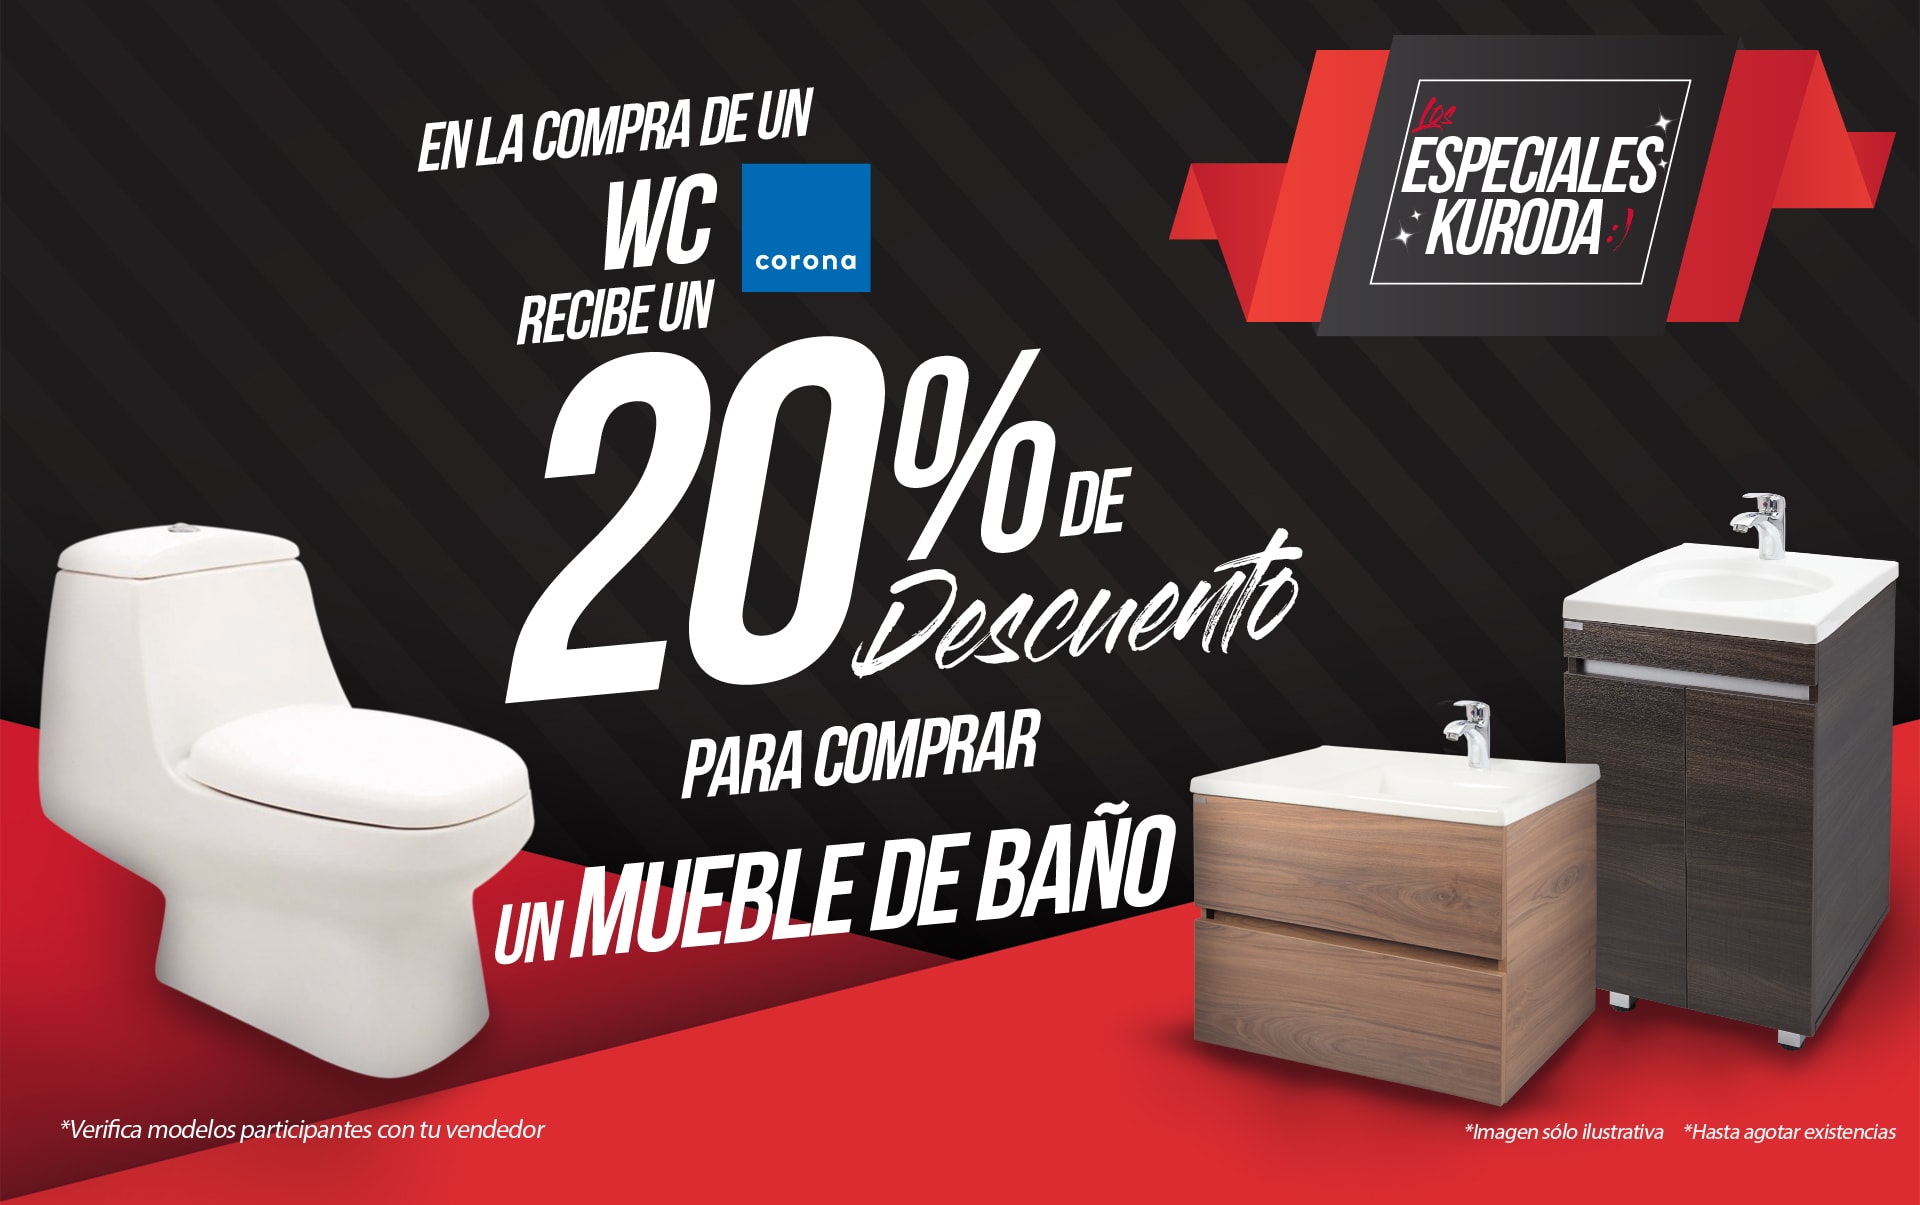 EN LA COMPRA DE UN
WC corona
RECIBE UN
20% DE
Descuento
PARA COMPRAR
UN MUEBLE DE BAÑO
Los
ESPECIALES
KURODA :)
*Verifica modelos participantes con tu vendedor
*Imagen sólo ilustrativa *Hasta agotar existencias